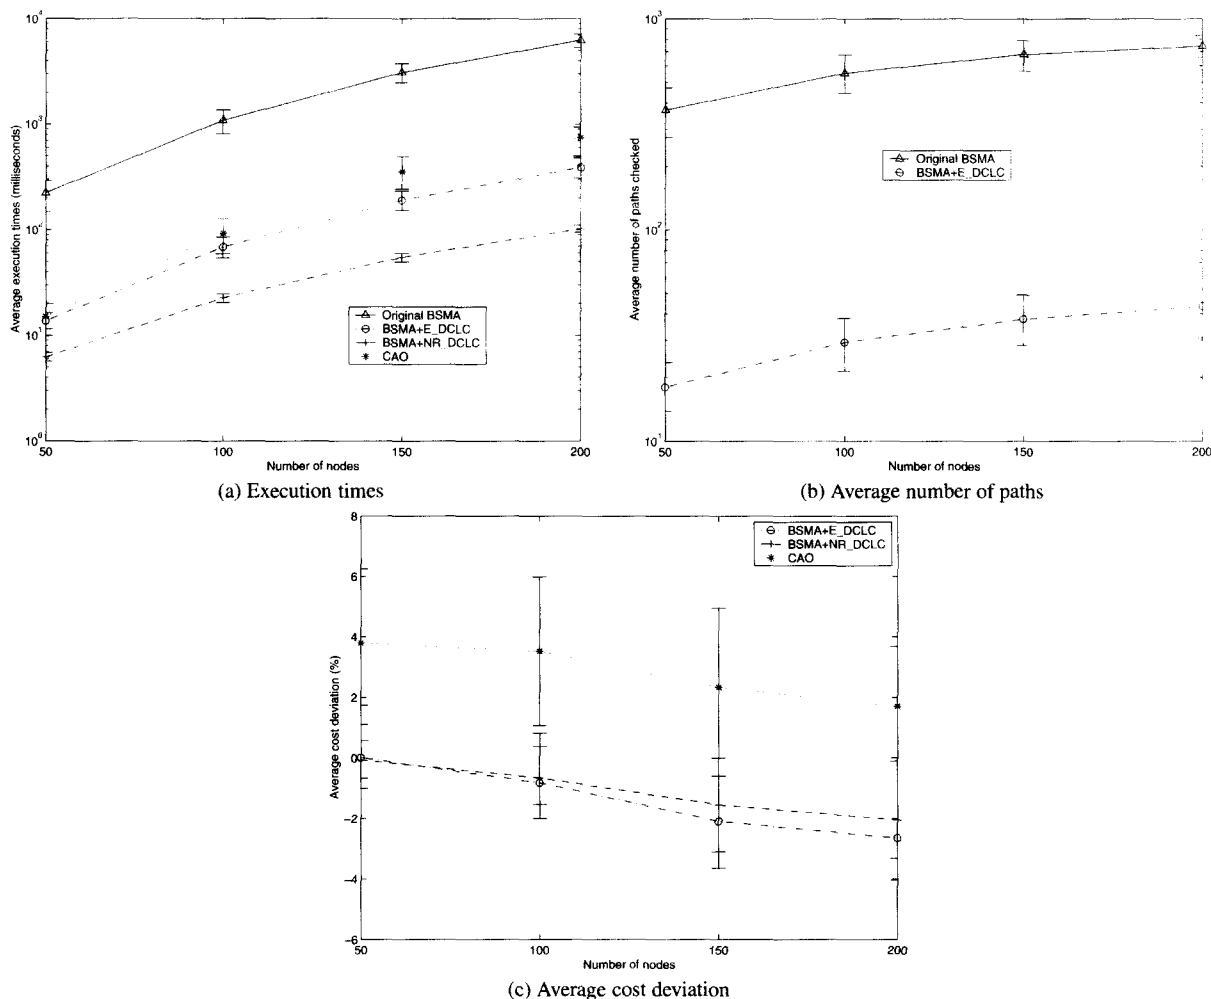 10^4
10^3
10^2
10^1
10^0
Average execution times (milliseconds)
Original BSMA
BSMA+E_DCLC
BSMA+NR_DCLC
CAO
50
100
150
200
Number of nodes
(a) Execution times
10^3
10^2
10^1
Average number of paths checked
Original BSMA
BSMA+E_DCLC
50
100
150
200
Number of nodes
(b) Average number of paths
8
6
4
2
0
−2
−4
−6
Average cost deviation (%)
BSMA+E_DCLC
BSMA+NR_DCLC
CAO
50
100
150
200
Number of nodes
(c) Average cost deviation